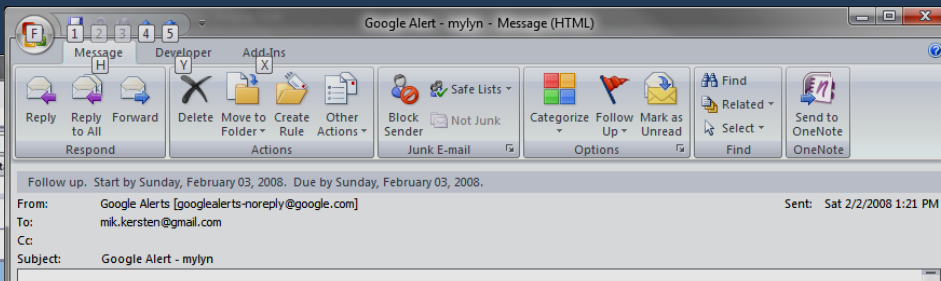 Google Alert - mylyn - Message (HTML)
F 1 2 3 4 5
Message Developer Add-Ins
H Y X
Reply Reply to All Forward
Respond
Delete Move to Folder Create Rule Other Actions
Actions
Block Sender Safe Lists Not Junk
Junk E-mail
Categorize Follow Up Mark as Unread
Options
Find Related Select
Find
Send to OneNote
OneNote
Follow up. Start by Sunday, February 03, 2008. Due by Sunday, February 03, 2008.
From: Google Alerts [googlealerts-noreply@google.com] Sent: Sat 2/2/2008 1:21 PM
To: mik.kersten@gmail.com
Cc:
Subject: Google Alert - mylyn